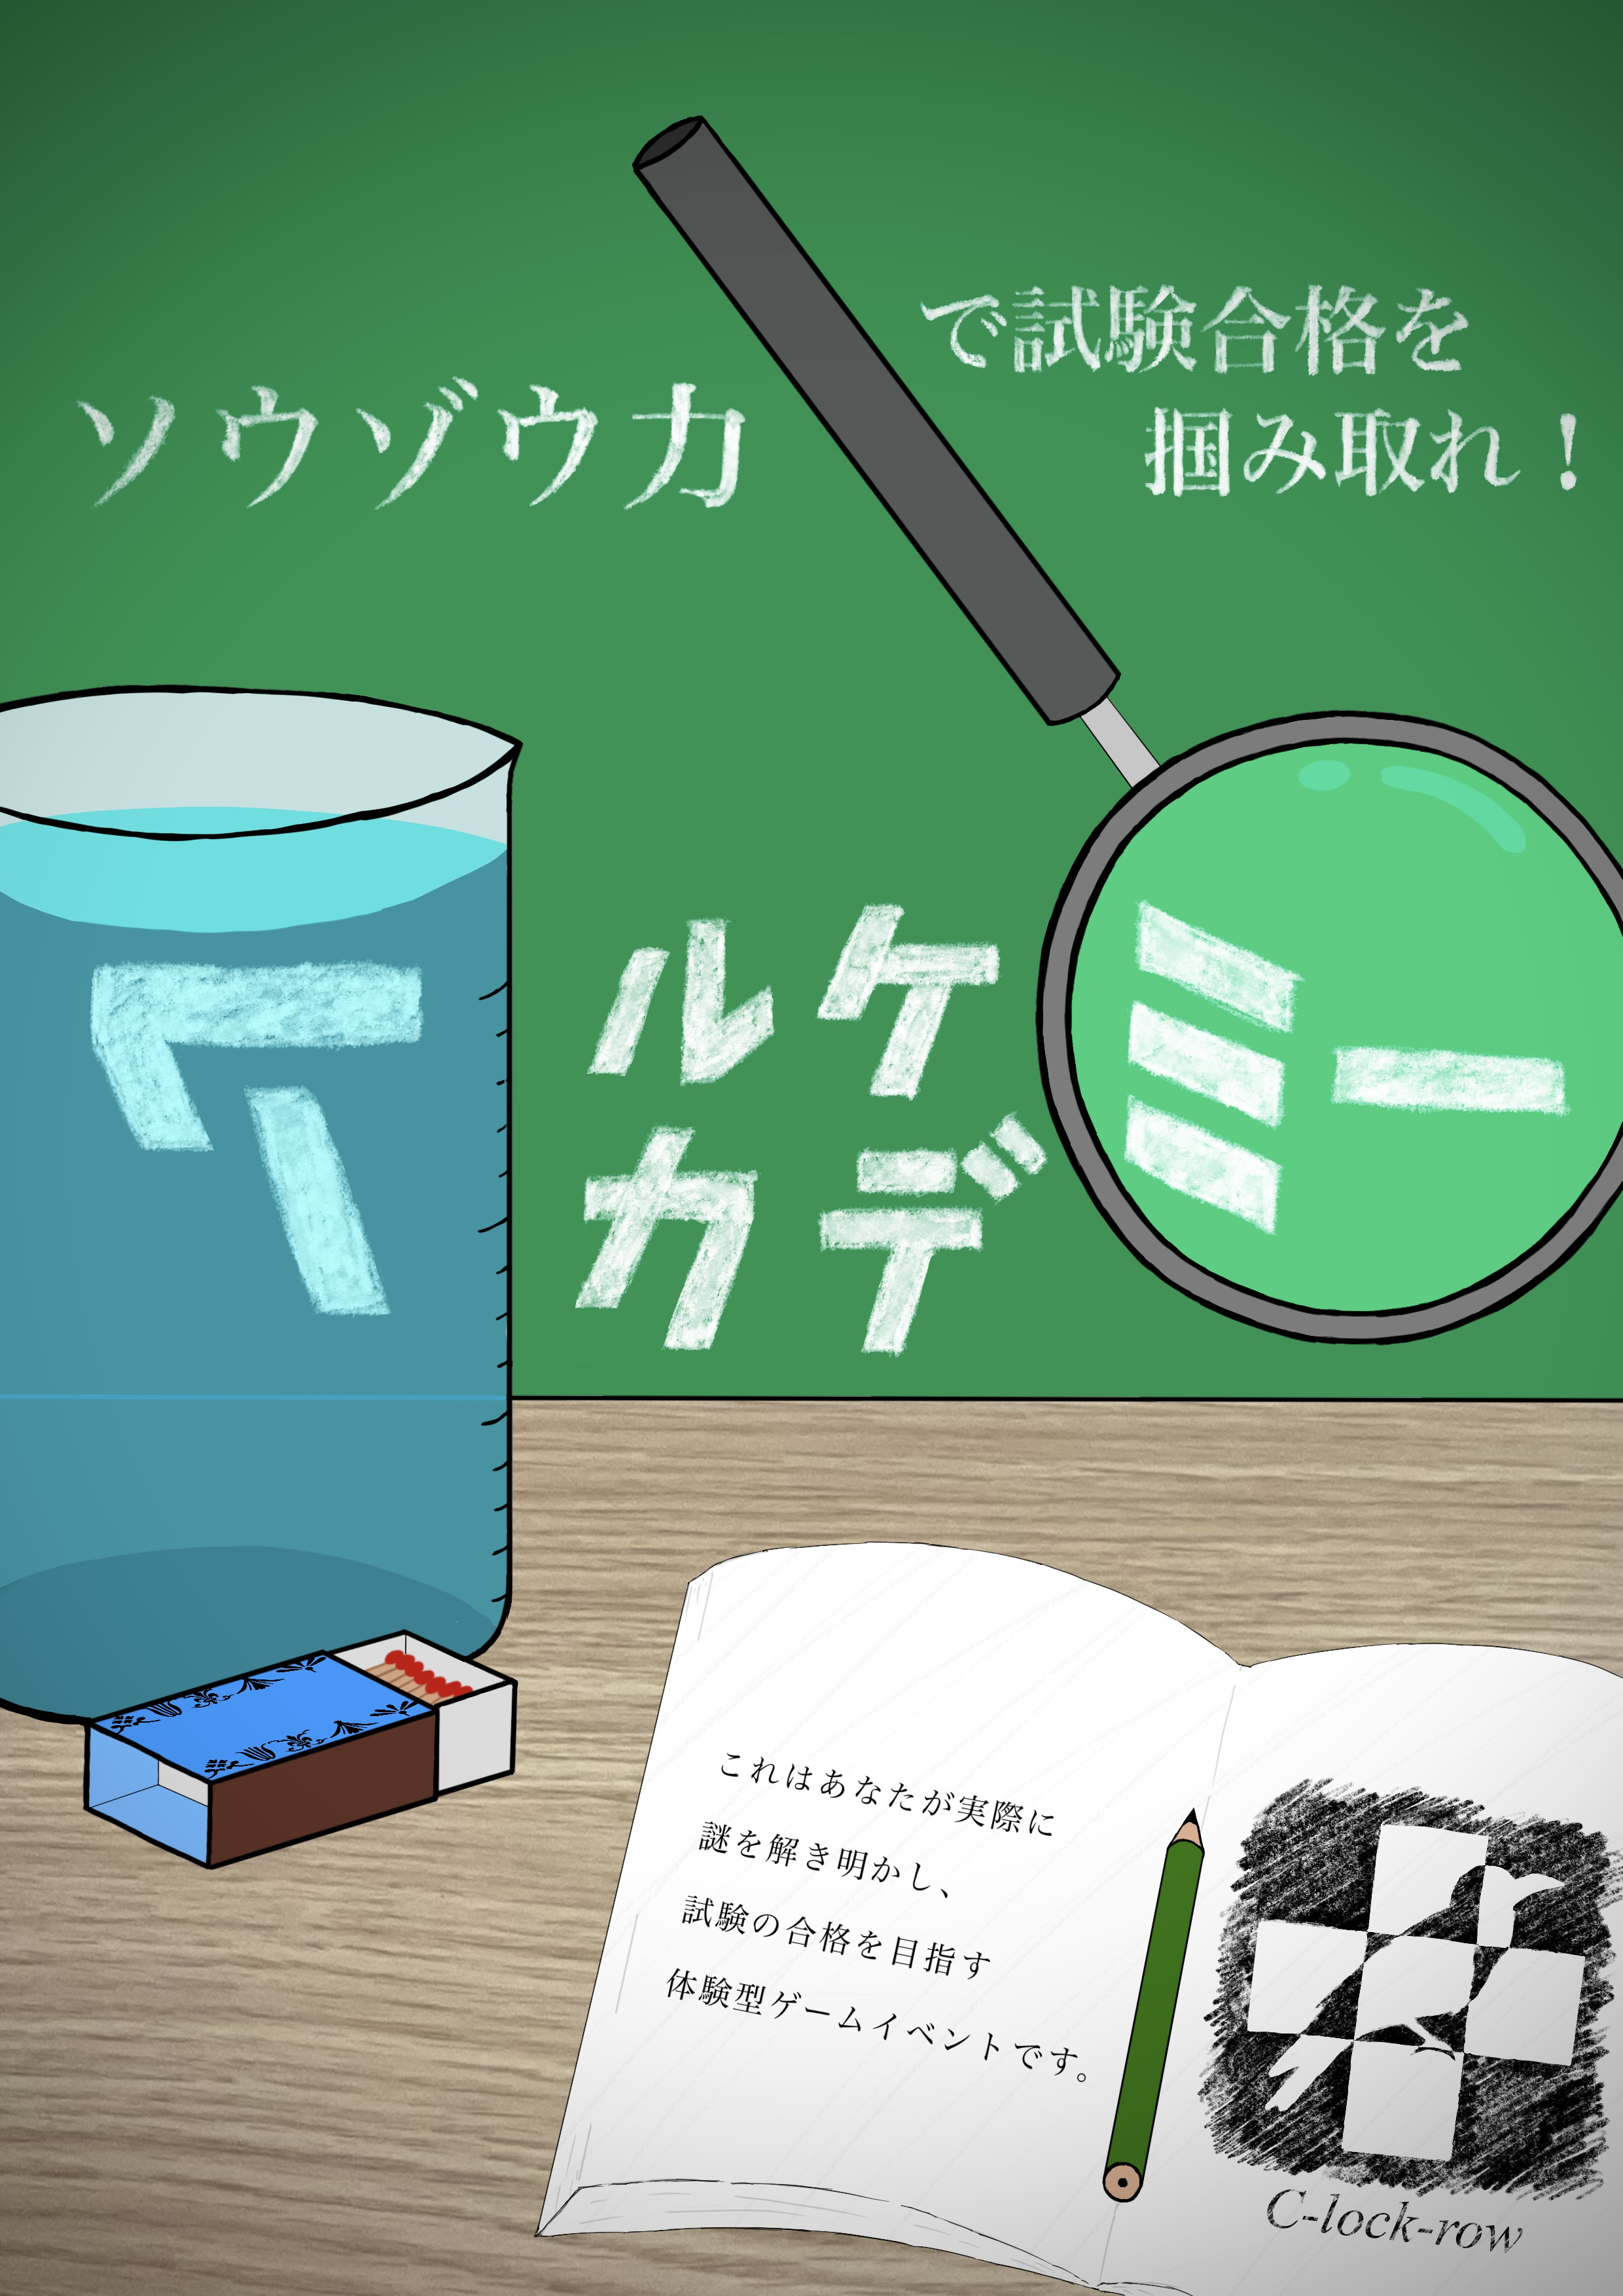 ソウゾウ力
で試験合格を
掴み取れ！
アルケミー
カデ
これはあなたが実際に
謎を解き明かし、
試験の合格を目指す
体験型ゲームイベントです。
C-lock-row